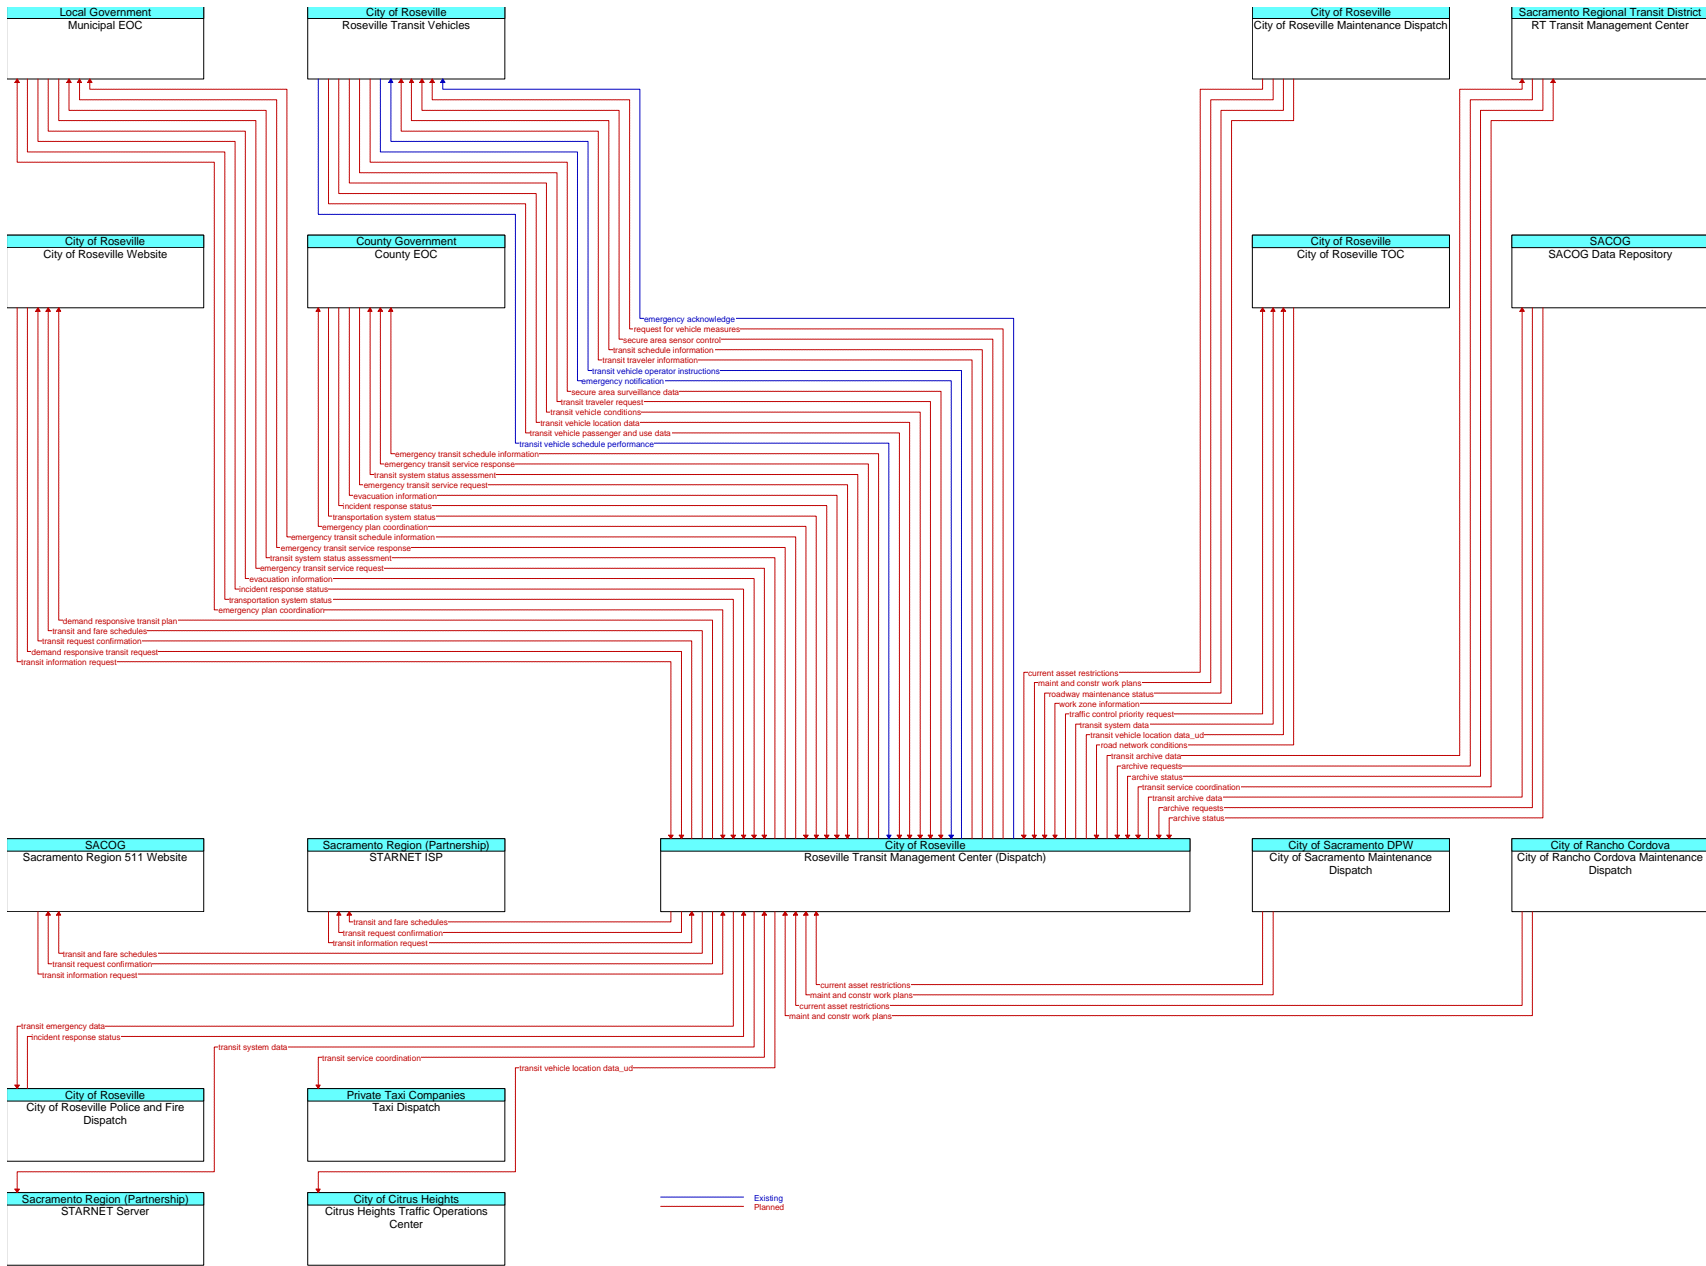 Local Government
Municipal EOC
City of Roseville
Roseville Transit Vehicles
City of Roseville
City of Roseville Maintenance Dispatch
Sacramento Regional Transit District
RT Transit Management Center
City of Roseville
City of Roseville Website
County Government
County EOC
City of Roseville
City of Roseville TOC
SACOG
SACOG Data Repository
emergency acknowledge
request for vehicle measures
secure area sensor control
transit schedule information
transit traveler information
transit vehicle operator instructions
emergency notification
secure area surveillance data
transit traveler request
transit vehicle conditions
transit vehicle location data
transit vehicle passenger and use data
transit vehicle schedule performance
emergency transit schedule information
emergency transit service response
transit system status assessment
emergency transit service request
evacuation information
incident response status
transportation system status
emergency plan coordination
emergency transit schedule information
emergency transit service response
transit system status assessment
emergency transit service request
evacuation information
incident response status
transportation system status
emergency plan coordination
demand responsive transit plan
transit and fare schedules
transit request confirmation
demand responsive transit request
transit information request
current asset restrictions
maint and constr work plans
roadway maintenance status
work zone information
traffic control priority request
transit system data
transit vehicle location data_ud
road network conditions
transit archive data
archive requests
archive status
transit service coordination
transit archive data
archive requests
archive status
SACOG
Sacramento Region 511 Website
Sacramento Region (Partnership)
STARNET ISP
City of Roseville
Roseville Transit Management Center (Dispatch)
City of Sacramento DPW
City of Sacramento Maintenance
Dispatch
City of Rancho Cordova
City of Rancho Cordova Maintenance
Dispatch
transit and fare schedules
transit request confirmation
transit information request
transit and fare schedules
transit request confirmation
transit information request
current asset restrictions
maint and constr work plans
current asset restrictions
maint and constr work plans
transit emergency data
incident response status
transit system data
transit service coordination
transit vehicle location data_ud
City of Roseville
City of Roseville Police and Fire
Dispatch
Private Taxi Companies
Taxi Dispatch
Sacramento Region (Partnership)
STARNET Server
City of Citrus Heights
Citrus Heights Traffic Operations
Center
Existing
Planned